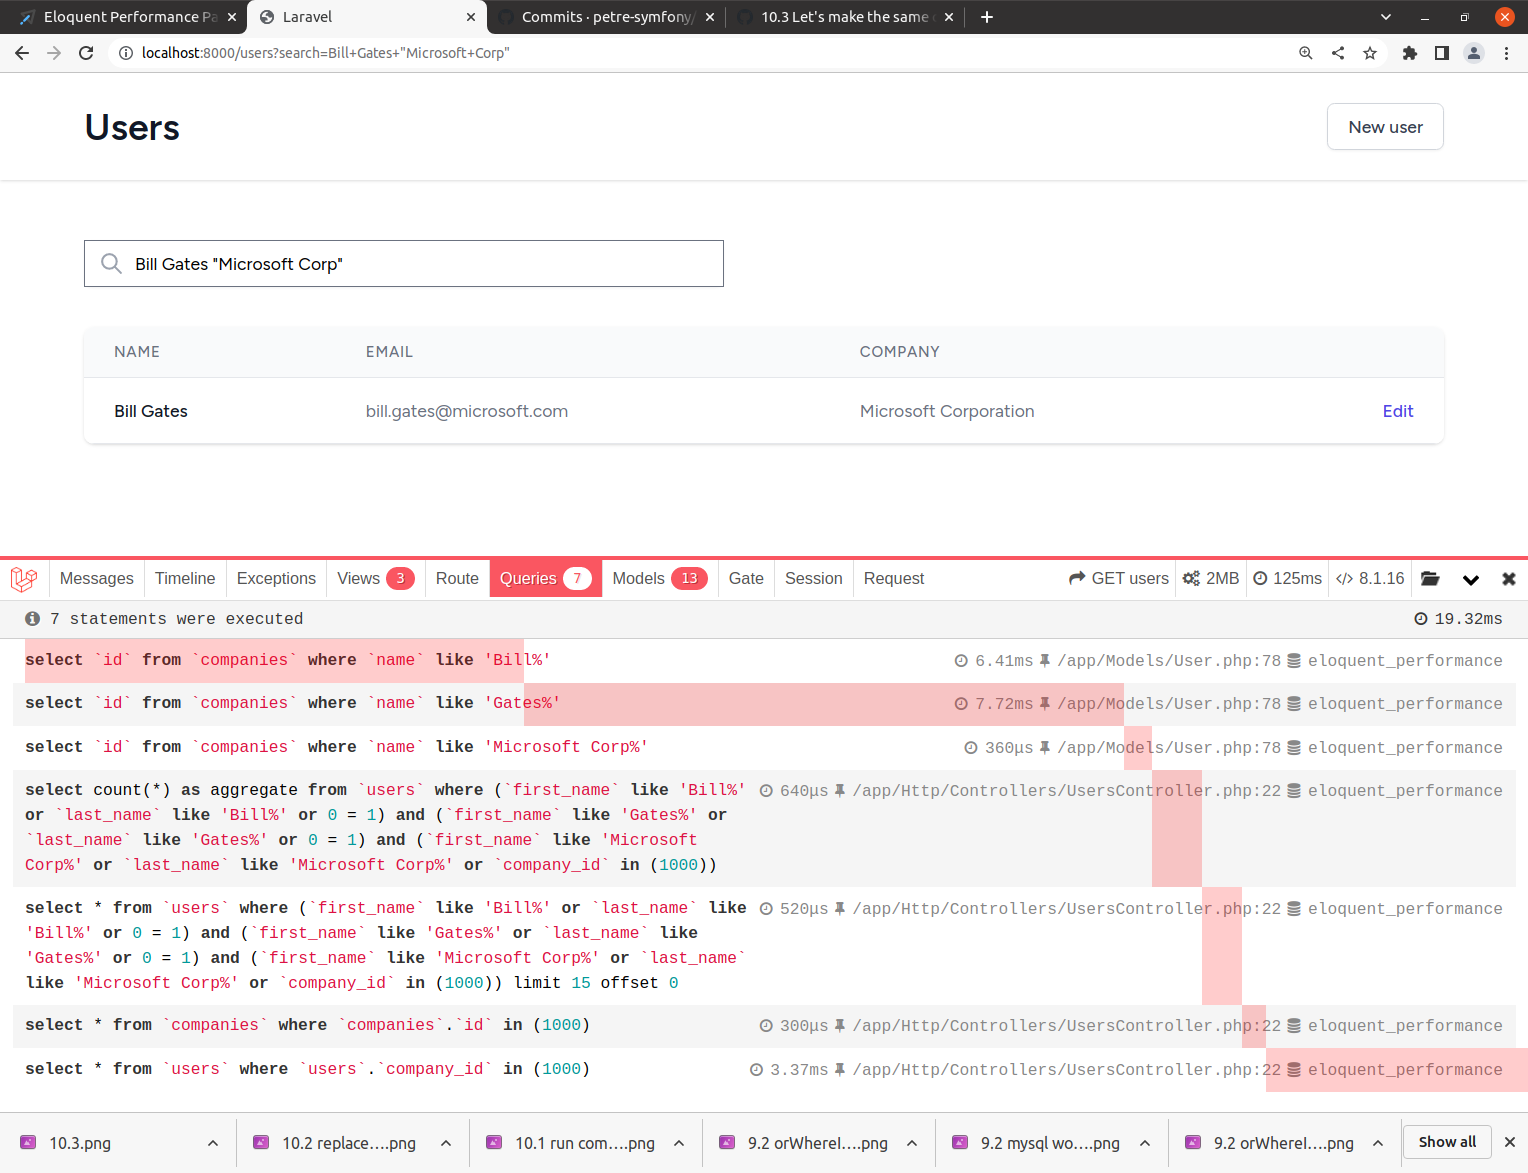 Eloquent Performance Pa
Laravel
Commits · petre-symfony/
10.3 Let's make the same
localhost:8000/users?search=Bill+Gates+"Microsoft+Corp"
Users
New user
Bill Gates "Microsoft Corp"
NAME EMAIL COMPANY
Bill Gates bill.gates@microsoft.com Microsoft Corporation Edit
Messages Timeline Exceptions Views 3 Route Queries 7 Models 13 Gate Session Request GET users 2MB 125ms </> 8.1.16
7 statements were executed 19.32ms
select `id` from `companies` where `name` like 'Bill%' 6.41ms /app/Models/User.php:78 eloquent_performance
select `id` from `companies` where `name` like 'Gates%' 7.72ms /app/Models/User.php:78 eloquent_performance
select `id` from `companies` where `name` like 'Microsoft Corp%' 360μs /app/Models/User.php:78 eloquent_performance
select count(*) as aggregate from `users` where (`first_name` like 'Bill%' 640μs /app/Http/Controllers/UsersController.php:22 eloquent_performance
or `last_name` like 'Bill%' or 0 = 1) and (`first_name` like 'Gates%' or
`last_name` like 'Gates%' or 0 = 1) and (`first_name` like 'Microsoft
Corp%' or `last_name` like 'Microsoft Corp%' or `company_id` in (1000))
select * from `users` where (`first_name` like 'Bill%' or `last_name` like 520μs /app/Http/Controllers/UsersController.php:22 eloquent_performance
'Bill%' or 0 = 1) and (`first_name` like 'Gates%' or `last_name` like
'Gates%' or 0 = 1) and (`first_name` like 'Microsoft Corp%' or `last_name`
like 'Microsoft Corp%' or `company_id` in (1000)) limit 15 offset 0
select * from `companies` where `companies`.`id` in (1000) 300μs /app/Http/Controllers/UsersController.php:22 eloquent_performance
select * from `users` where `users`.`company_id` in (1000) 3.37ms /app/Http/Controllers/UsersController.php:22 eloquent_performance
10.3.png 10.2 replace....png 10.1 run com....png 9.2 orWhereI....png 9.2 mysql wo....png 9.2 orWhereI....png Show all